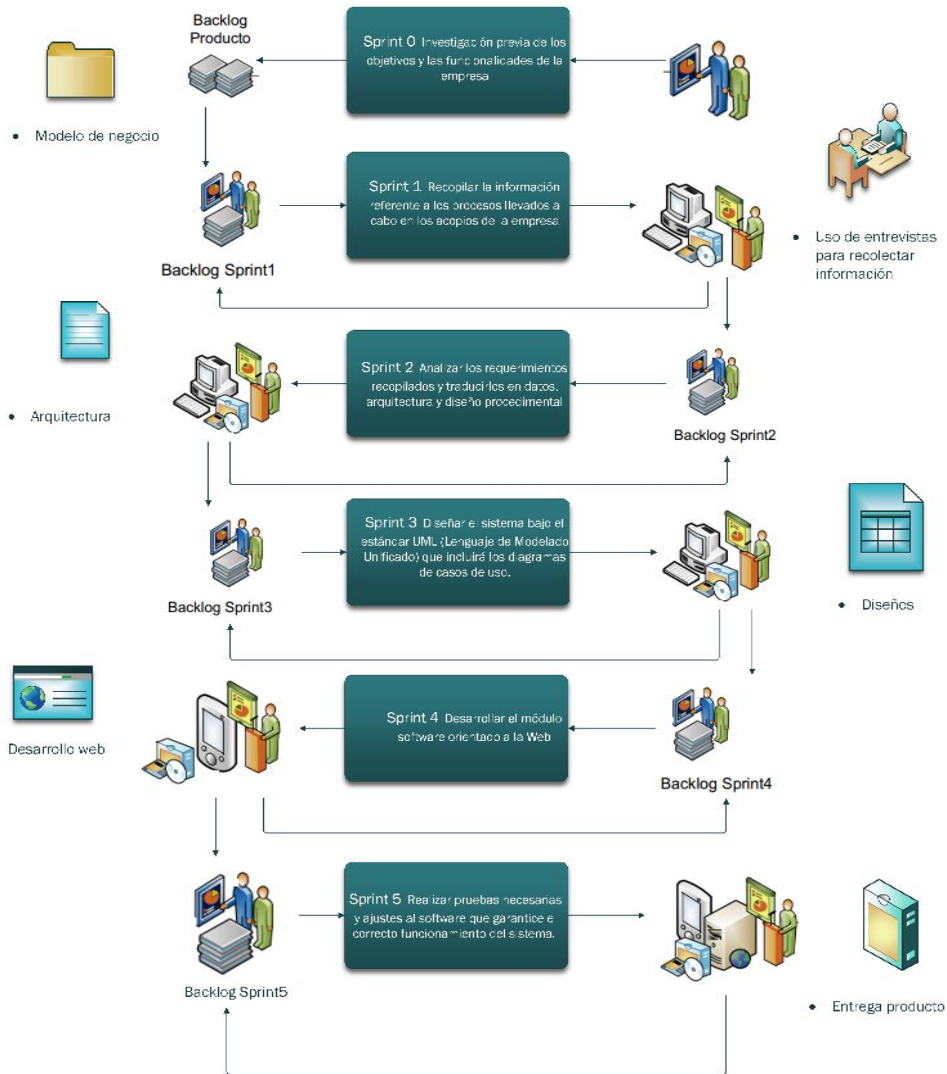 Backlog
Producto
Sprint 0 Investigación previa de los
objetivos y las funcionalidades de la
empresa
• Modelo de negocio
Sprint 1 Recopilar la información
referente a los procesos llevados a
cabo en los acopios de la empresa
Backlog Sprint1
• Uso de entrevistas
para recolectar
información
Sprint 2 Analizar los requerimientos
recopilados y traducirlos en datos,
arquitectura y diseño procedimental
• Arquitectura
Backlog Sprint2
Sprint 3 Diseñar el sistema bajo el
estándar UML (Lenguaje de Modelado
Unificado) que incluirá los diagramas
de casos de uso.
Backlog Sprint3
• Diseños
Sprint 4 Desarrollar el módulo
software orientado a la Web
Desarrollo web
Backlog Sprint4
Sprint 5 Realizar pruebas necesarias
y ajustes al software que garantice el
correcto funcionamiento del sistema.
Backlog Sprint5
• Entrega producto